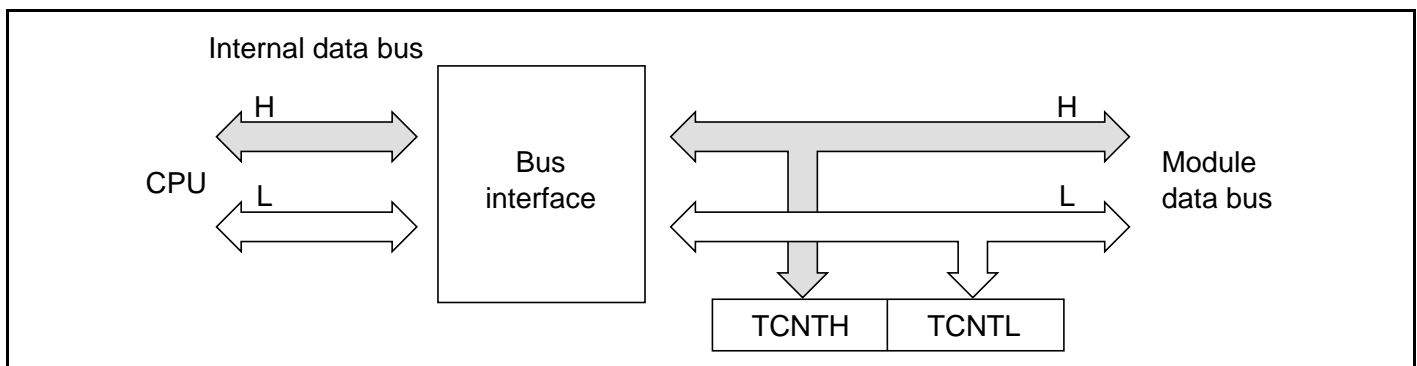 Internal data bus
H
H
CPU
Bus
interface
Module
data bus
L
L
TCNTH
TCNTL